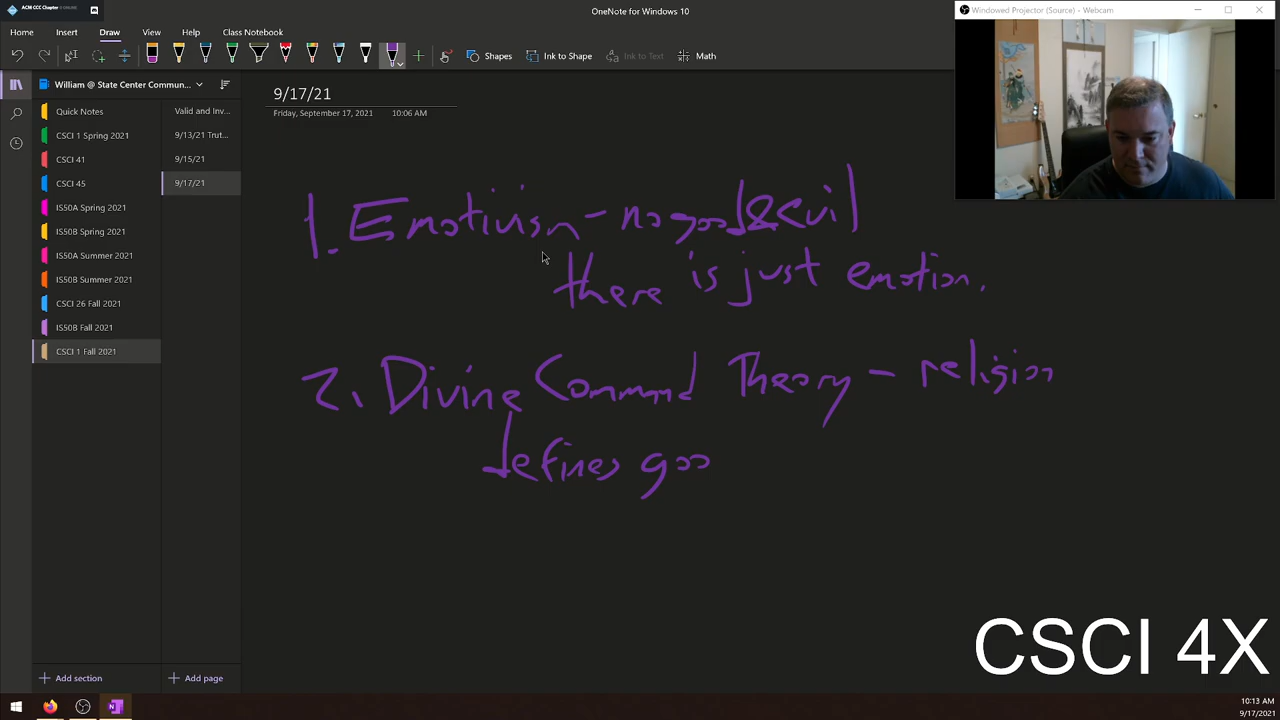 ACM CCC Chapter
OneNote for Windows 10
Windowed Projector (Source) - Webcam
Home Insert Draw View Help Class Notebook
Shapes Ink to Shape Ink to Text Math
William @ State Center Commun...
Quick Notes
CSCI 1 Spring 2021
CSCI 41
CSCI 45
IS50A Spring 2021
IS50B Spring 2021
IS50A Summer 2021
IS50B Summer 2021
CSCI 26 Fall 2021
IS50B Fall 2021
CSCI 1 Fall 2021
Valid and Inv...
9/13/21 Trut...
9/15/21
9/17/21
9/17/21
Friday, September 17, 2021 10:06 AM
1. Emotivism - no good & evil
there is just emotion.
2. Divine Command Theory - religion
defines goo
CSCI 4X
Add section
Add page
10:13 AM
9/17/2021